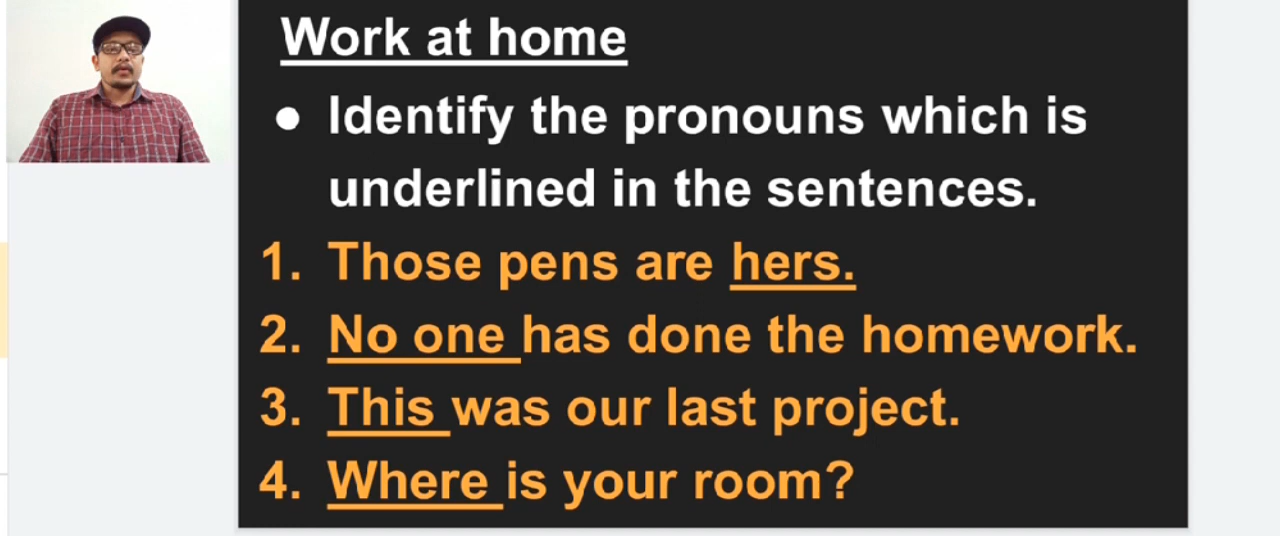 Work at home
● Identify the pronouns which is
underlined in the sentences.
1. Those pens are hers.
2. No one has done the homework.
3. This was our last project.
4. Where is your room?